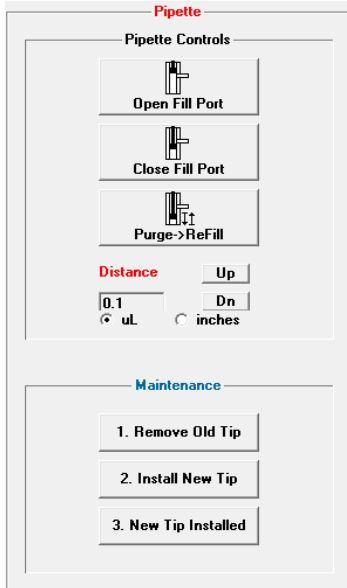 Pipette
Pipette Controls
Open Fill Port
Close Fill Port
Purge->ReFill
Distance Up
0.1 Dn
uL inches
Maintenance
1. Remove Old Tip
2. Install New Tip
3. New Tip Installed